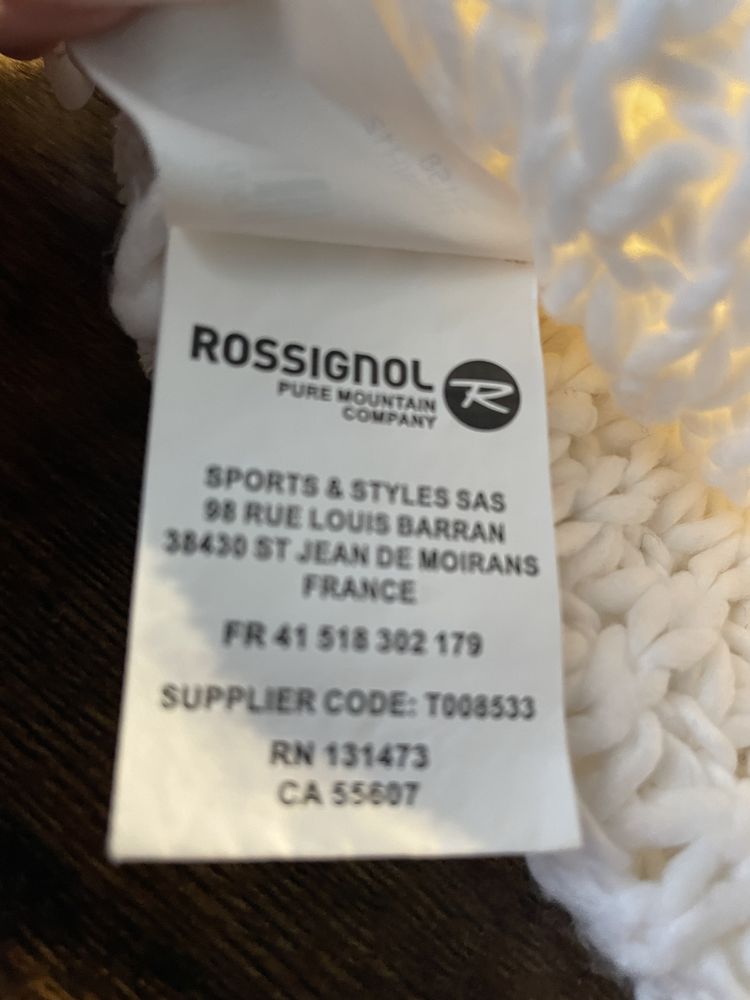 ROSSIGNOL
PURE MOUNTAIN
COMPANY
SPORTS & STYLES SAS
98 RUE LOUIS BARRAN
38430 ST JEAN DE MOIRANS
FRANCE
FR 41 518 302 179
SUPPLIER CODE: T008533
RN 131473
CA 55607